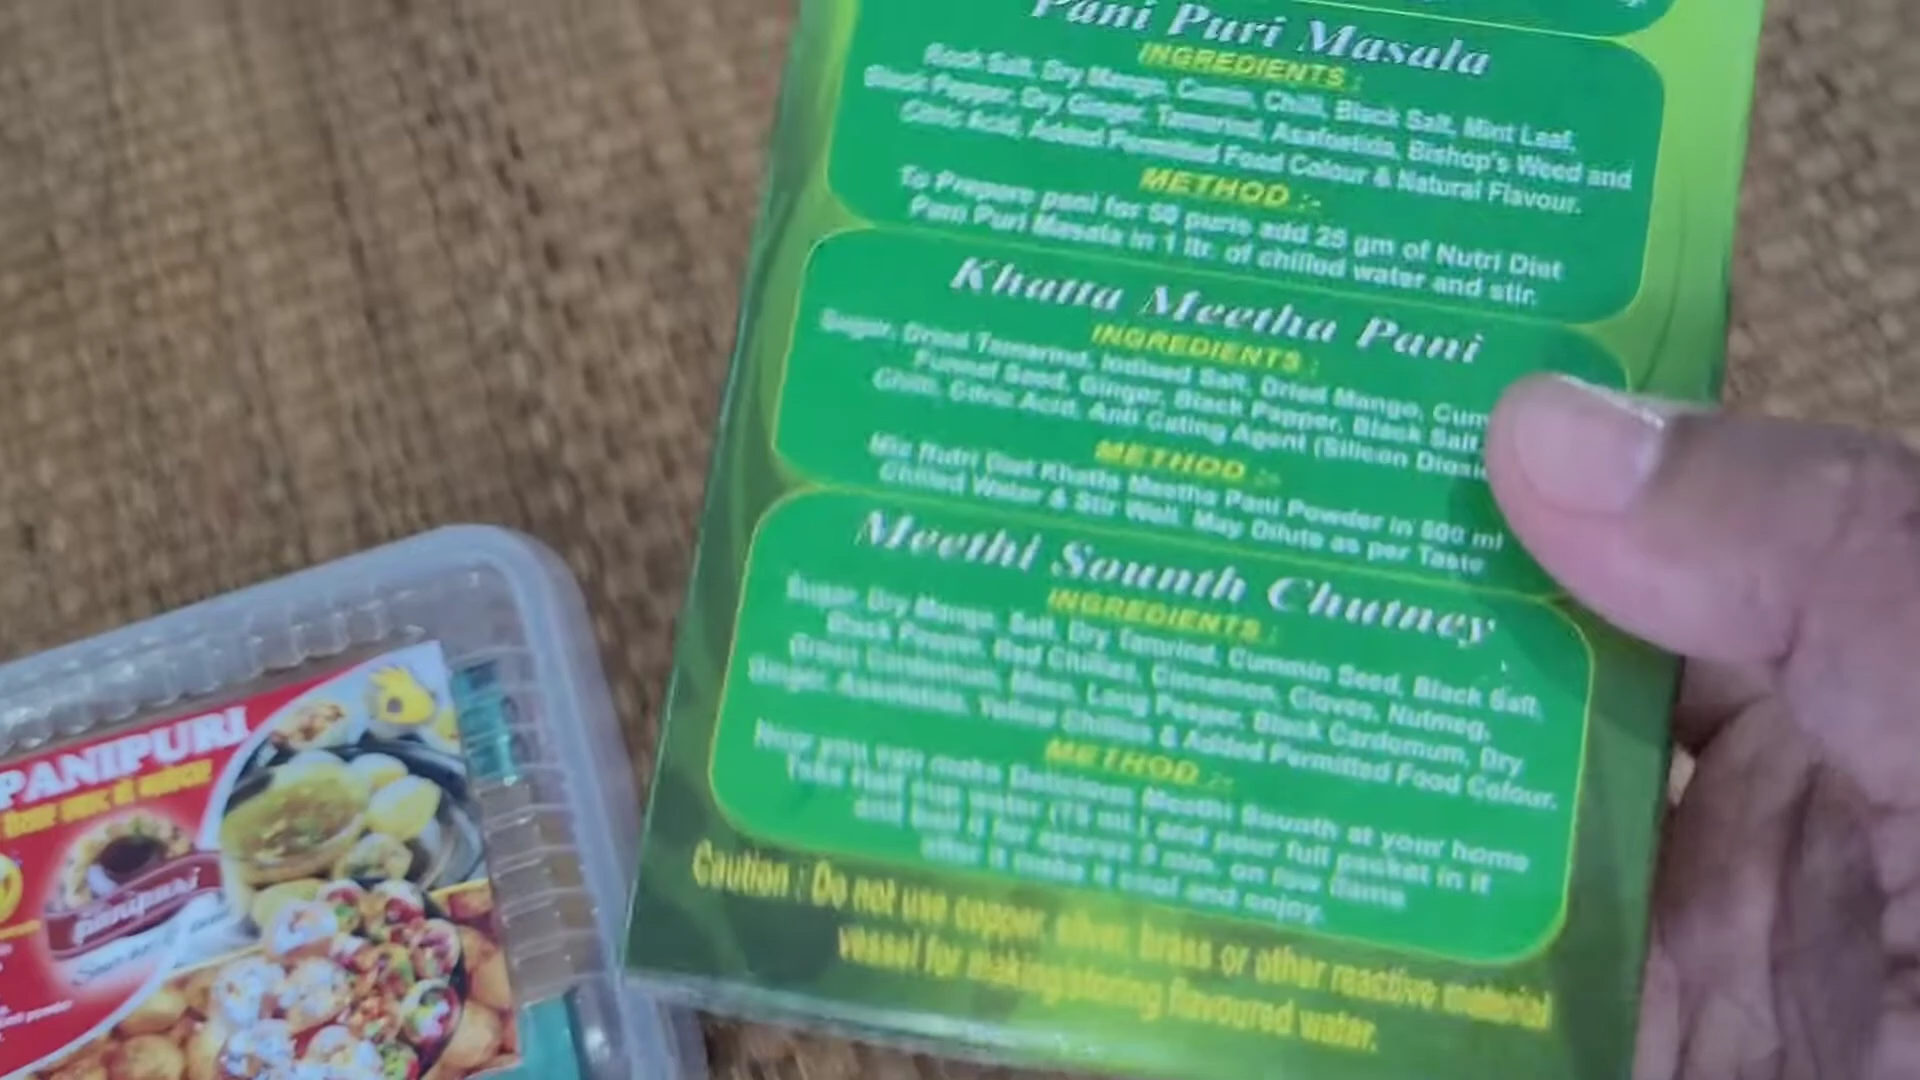 Pani Puri Masala
INGREDIENTS :
Rock Salt, Dry Mango, Cumin, Chilli, Black Salt, Mint Leaf,
Black Pepper, Dry Ginger, Tamarind, Asafoetida, Bishop's Weed and
Citric Acid, Added Permitted Food Colour & Natural Flavour.
METHOD :-
To Prepare pani for 50 puris add 25 gm of Nutri Diet
Pani Puri Masala in 1 ltr. of chilled water and stir.
Khatta Meetha Pani
INGREDIENTS :
Sugar, Dried Tamarind, Iodised Salt, Dried Mango, Cum
Funnel Seed, Ginger, Black Pepper, Black Salt
Chilli, Citric Acid, Anti Cating Agent (Silicon Dioxi
METHOD :-
Mix Nutri Diet Khatta Meetha Pani Powder in 500 ml
Chilled Water & Stir Well. May Dilute as per Taste
Meethi Sounth Chutney
INGREDIENTS :
Sugar, Dry Mango, Salt, Dry Tamrind, Cummin Seed, Black Salt,
Black Pepper, Red Chillies, Cinnamon, Cloves, Nutmeg,
Green Cardemum, Mace, Long Pepper, Black Cardemum, Dry
Ginger, Asafoetida, Yellow Chillies & Added Permitted Food Colour.
METHOD :-
Now you can make Delicious Meethi Sounth at your home
Take Half cup water (75 ml.) and pour full packet in it
and boil it for approx 3 min. on low flame
after it make it cool and enjoy.
Caution : Do not use copper, silver, brass or other reactive material
vessel for making/storing flavoured water.
PANIPURI
panipuri